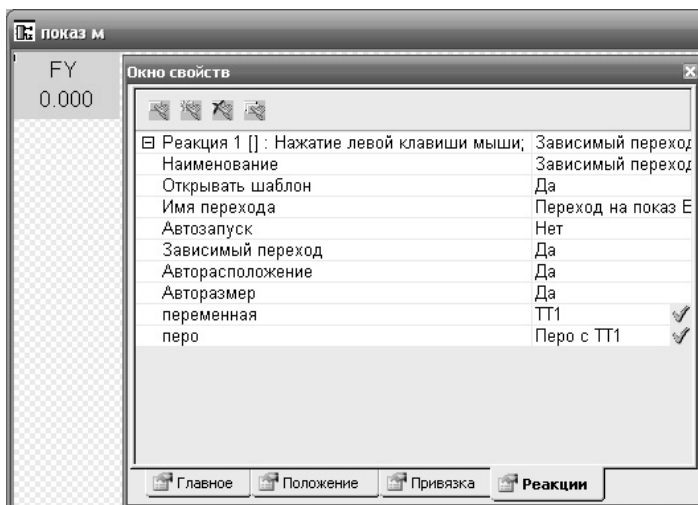 показ м
FY
0.000
Окно свойств
Реакция 1 [] : Нажатие левой клавиши мыши; Зависимый переход
Наименование Зависимый переход
Открывать шаблон Да
Имя перехода Переход на показ Е
Автозапуск Нет
Зависимый переход Да
Авторасположение Да
Авторазмер Да
переменная ТТ1
перо Перо с ТТ1
Главное Положение Привязка Реакции